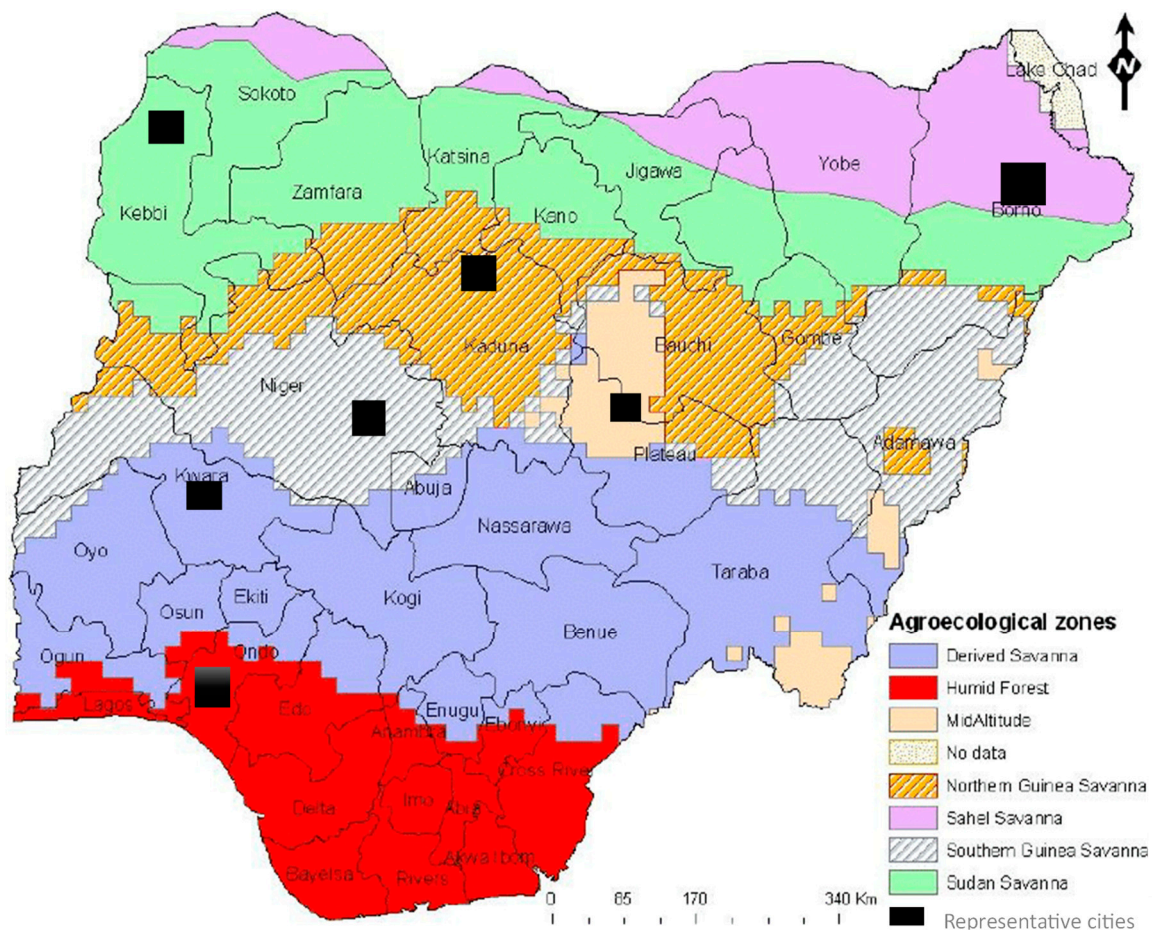 N
Lake Chad
Sokoto
Katsina
Yobe
Jigawa
Zamfara
Kebbi
Kano
Borno
Kaduna
Bauchi
Gombe
Niger
Adamawa
Plateau
Kwara
Abuja
Nassarawa
Oyo
Taraba
Ekiti
Kogi
Osun
Benue
Agroecological zones
Ogun
Ondo
Derived Savanna
Humid Forest
Lagos
Edo
Enugu
MidAltitude
Anambra
No data
Cross River
Northern Guinea Savanna
Imo
Abia
Delta
Sahel Savanna
Southern Guinea Savanna
Akwa Ibom
Bayelsa
Rivers
Sudan Savanna
0 85 170 340 Km
Representative cities